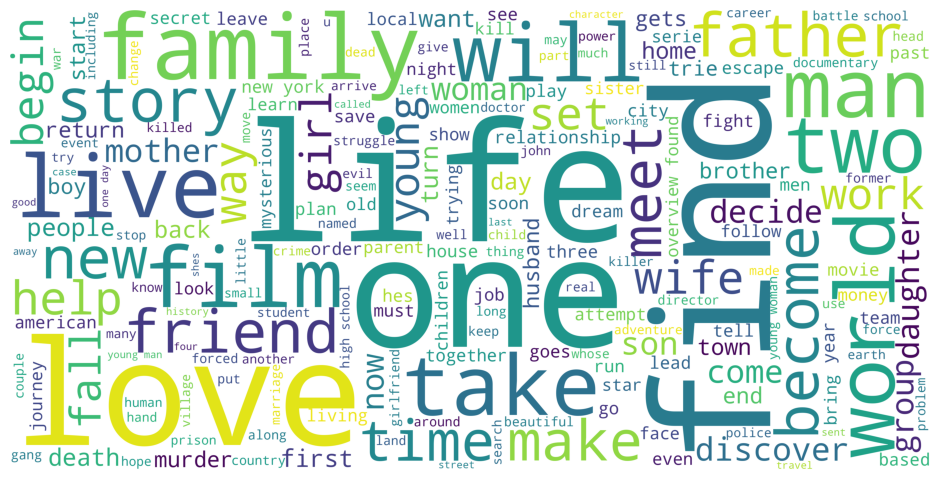 family
will
father
secret
leave
local
want
see
kill
may
power
character
career
battle
school
u
place
dead
give
part
much
still
gets
serie
home
trie
escape
force
head
past
documentary
begin
start
war
including
change
story
night
new york
arrive
learn
called
left
woman
women
doctor
play
sister
set
city
working
fight
man
two
return
killed
event
mother
move
struggle
save
girl
young
turn
show
relationship
john
live
try
case
good
one day
boy
way
mysterious
evil
seem
plan
old
named
life
trying
day
soon
last
well
child
dream
meet
overview found
find
brother
men
former
work
decide
follow
people
stop
back
away
new
film
little
crime
order
parent
house
thing
three
husband
killer
wife
become
world
daughter
group
movie
made
money
use
team
know
shes
look
small
hes
children
job
long
must
keep
one
real
director
attempt
adventure
son
help
history
american
many
student
friend
four
forced
another
high school
together
goes
whose
run
tell
town
young woman
come
bring
year
earth
problem
love
fall
couple
journey
young man
put
human
hand
village
marriage
living
now
girlfriend
take
star
go
lead
end
gang
death
hope
prison
murder
along
country
first
time
land
around
search
beautiful
street
make
face
even
police
discover
travel
sent
based